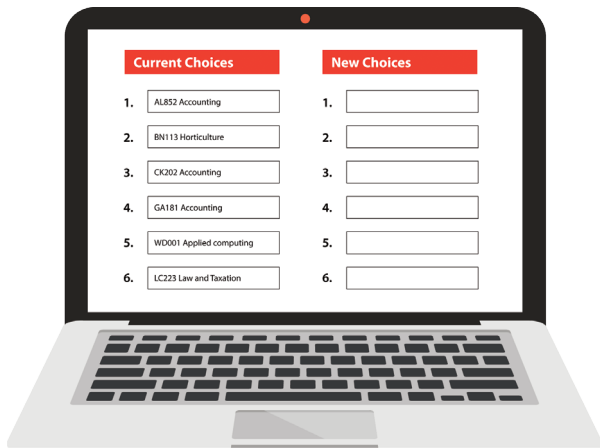 Current Choices
New Choices
1. AL852 Accounting
1.
2. BN113 Horticulture
2.
3. CK202 Accounting
3.
4. GA181 Accounting
4.
5. WD001 Applied computing
5.
6. LC223 Law and Taxation
6.